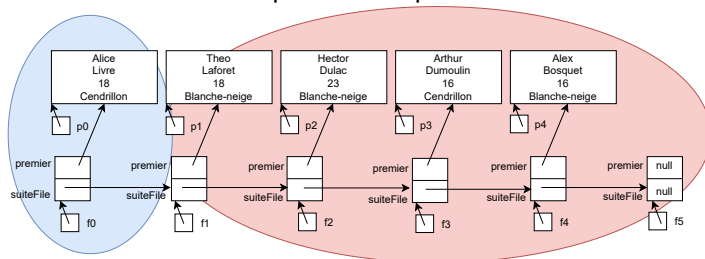 Alice
Livre
18
Cendrillon
Theo
Laforet
18
Blanche-neige
Hector
Dulac
23
Blanche-neige
Arthur
Dumoulin
16
Cendrillon
Alex
Bosquet
16
Blanche-neige
p0
p1
p2
p3
p4
premier
premier
premier
premier
premier
premier
null
suiteFile
suiteFile
suiteFile
suiteFile
suiteFile
suiteFile
null
f0
f1
f2
f3
f4
f5